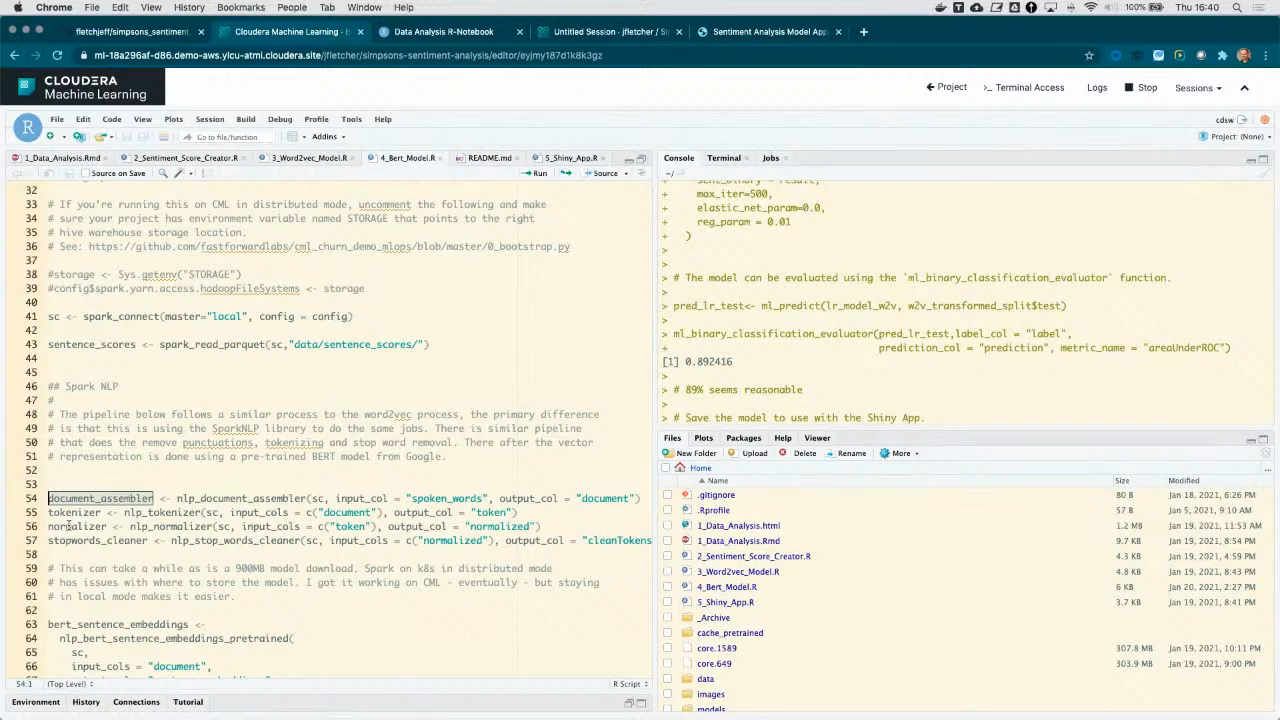 Chrome File Edit View History Bookmarks People Tab Window Help 100% Thu 16:40
fletchjeff/simpsons_sentiment × Cloudera Machine Learning - E × Data Analysis R-Notebook × Untitled Session - jfletcher / Sim × Sentiment Analysis Model App × +
ml-18a296af-d86.demo-aws.ylcu-atmi.cloudera.site/jfletcher/simpsons-sentiment-analysis/editor/eyjmy187d1k8k3gz
CLOUDERA
Machine Learning
Project Terminal Access Logs Stop Sessions
R File Edit Code View Plots Session Build Debug Profile Tools Help cdsw
Go to file/function Addins Project: (None)
1_Data_Analysis.Rmd × 2_Sentiment_Score_Creator.R × 3_Word2vec_Model.R × 4_Bert_Model.R × README.md × 5_Shiny_App.R ×
Source on Save Run Source
32
33 # If you're running this on CML in distributed mode, uncomment the following and make
34 # sure your project has environment variable named STORAGE that points to the right
35 # hive warehouse storage location.
36 # See: https://github.com/fastforwardlabs/cml_churn_demo_mlops/blob/master/0_bootstrap.py
37
38 #storage <- Sys.getenv("STORAGE")
39 #config$spark.yarn.access.hadoopFileSystems <- storage
40
41 sc <- spark_connect(master="local", config = config)
42
43 sentence_scores <- spark_read_parquet(sc,"data/sentence_scores/")
44
45
46 ## Spark NLP
47 #
48 # The pipeline below follows a similar process to the word2vec process, the primary difference
49 # is that this is using the SparkNLP library to do the same jobs. There is similar pipeline
50 # that does the remove punctuations, tokenizing and stop word removal. There after the vector
51 # representation is done using a pre-trained BERT model from Google.
52
53
54 document_assembler <- nlp_document_assembler(sc, input_col = "spoken_words", output_col = "document")
55 tokenizer <- nlp_tokenizer(sc, input_cols = c("document"), output_col = "token")
56 normalizer <- nlp_normalizer(sc, input_cols = c("token"), output_col = "normalized")
57 stopwords_cleaner <- nlp_stop_words_cleaner(sc, input_cols = c("normalized"), output_col = "cleanTokens
58
59 # This can take a while as is a 900MB model download. Spark on k8s in distributed mode
60 # has issues with where to store the model. I got it working on CML - eventually - but staying
61 # in local mode makes it easier.
62
63 bert_sentence_embeddings <-
64 nlp_bert_sentence_embeddings_pretrained(
65 sc,
66 input_cols = "document",
54:1 (Top Level) R Script
Environment History Connections Tutorial
Console Terminal × Jobs ×
~/
+ sent_binary = result,
+ max_iter=500,
+ elastic_net_param=0.0,
+ reg_param = 0.01
+ )
>
>
> # The model can be evaluated using the `ml_binary_classification_evaluator` function.
>
> pred_lr_test<- ml_predict(lr_model_w2v, w2v_transformed_split$test)
>
> ml_binary_classification_evaluator(pred_lr_test,label_col = "label",
+ prediction_col = "prediction", metric_name = "areaUnderROC")
[1] 0.892416
>
> # 89% seems reasonable
>
> # Save the model to use with the Shiny App.
Files Plots Packages Help Viewer
New Folder Upload Delete Rename More
Home
Name Size Modified
.gitignore 80 B Jan 18, 2021, 6:26 PM
.Rprofile 57 B Jan 5, 2021, 9:10 AM
1_Data_Analysis.html 1.2 MB Jan 19, 2021, 11:53 AM
1_Data_Analysis.Rmd 9.7 KB Jan 19, 2021, 8:54 PM
2_Sentiment_Score_Creator.R 4.3 KB Jan 19, 2021, 4:59 PM
3_Word2vec_Model.R 4.8 KB Jan 19, 2021, 8:43 PM
4_Bert_Model.R 6 KB Jan 20, 2021, 2:27 PM
5_Shiny_App.R 3.7 KB Jan 19, 2021, 8:41 PM
_Archive
cache_pretrained
core.1589 307.8 MB Jan 19, 2021, 10:11 PM
core.649 303.9 MB Jan 19, 2021, 9:00 PM
data
images
models